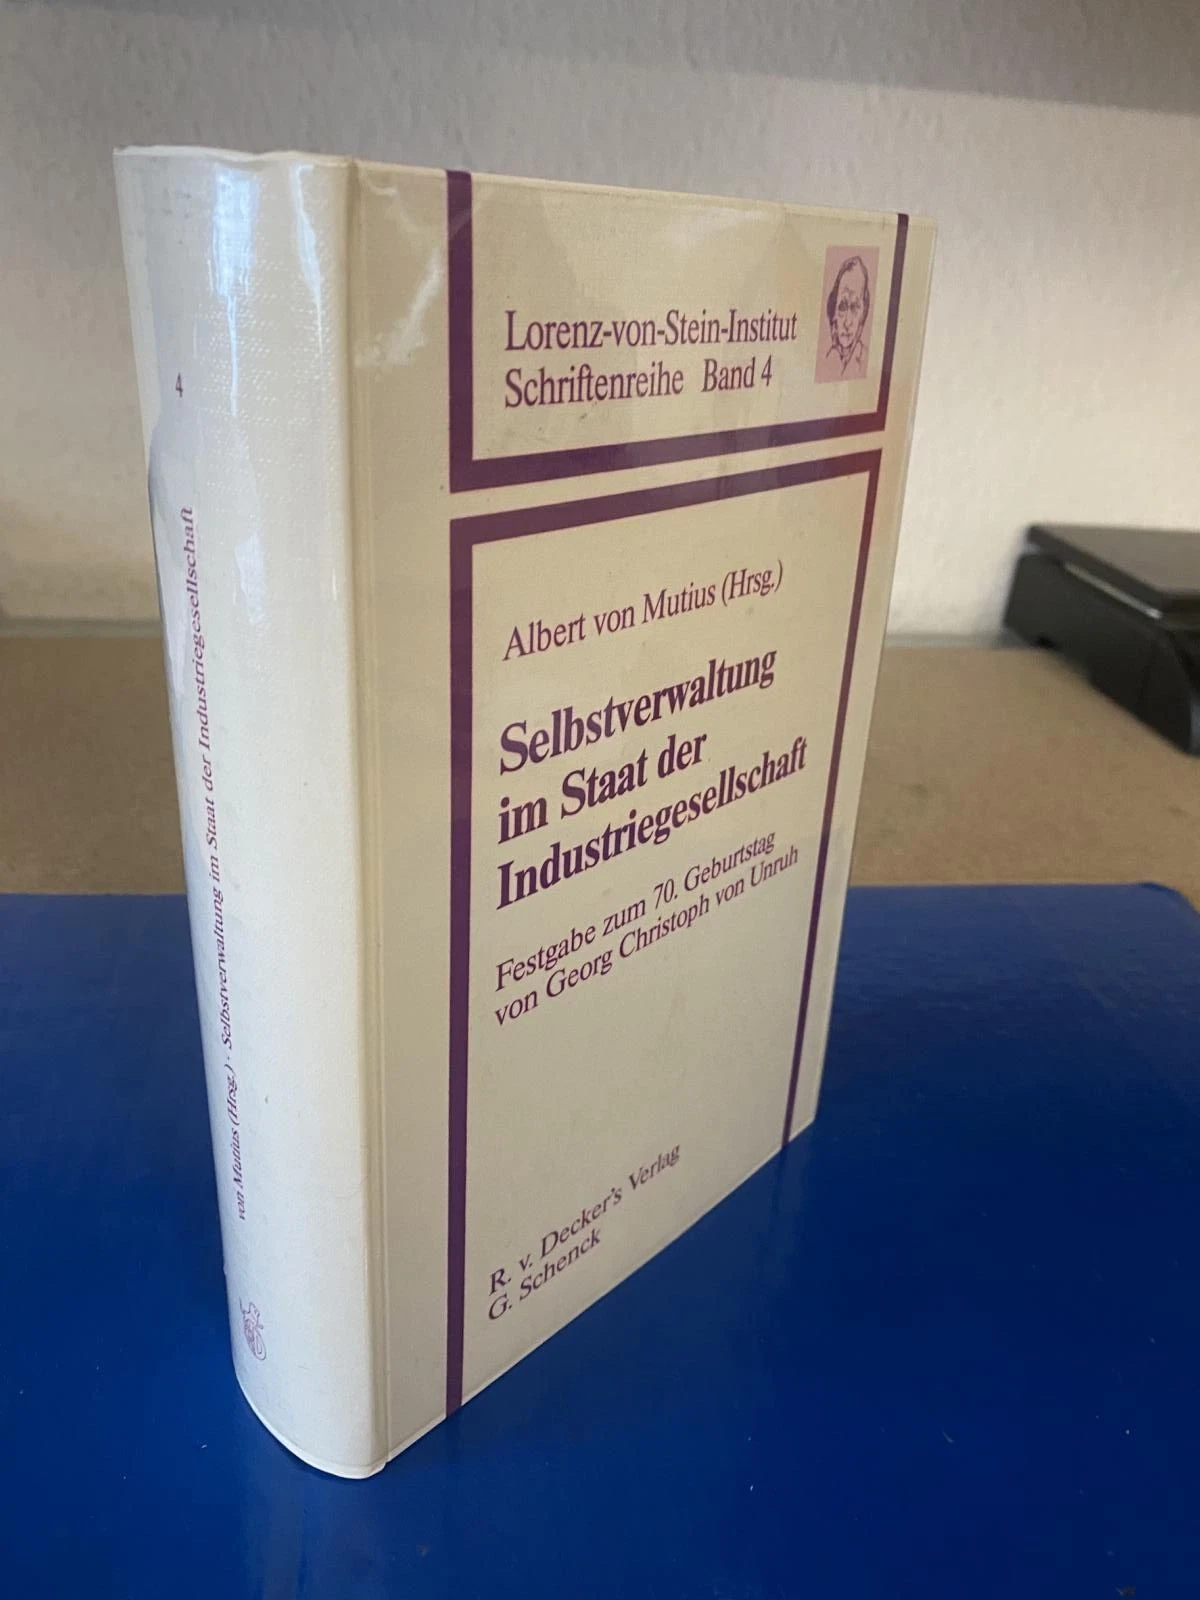 4
von Mutius (Hrsg.) · Selbstverwaltung im Staat der Industriegesellschaft
Lorenz-von-Stein-Institut
Schriftenreihe Band 4
Albert von Mutius (Hrsg.)
Selbstverwaltung
im Staat der
Industriegesellschaft
Festgabe zum 70. Geburtstag
von Georg Christoph von Unruh
R. v. Decker's Verlag
G. Schenck